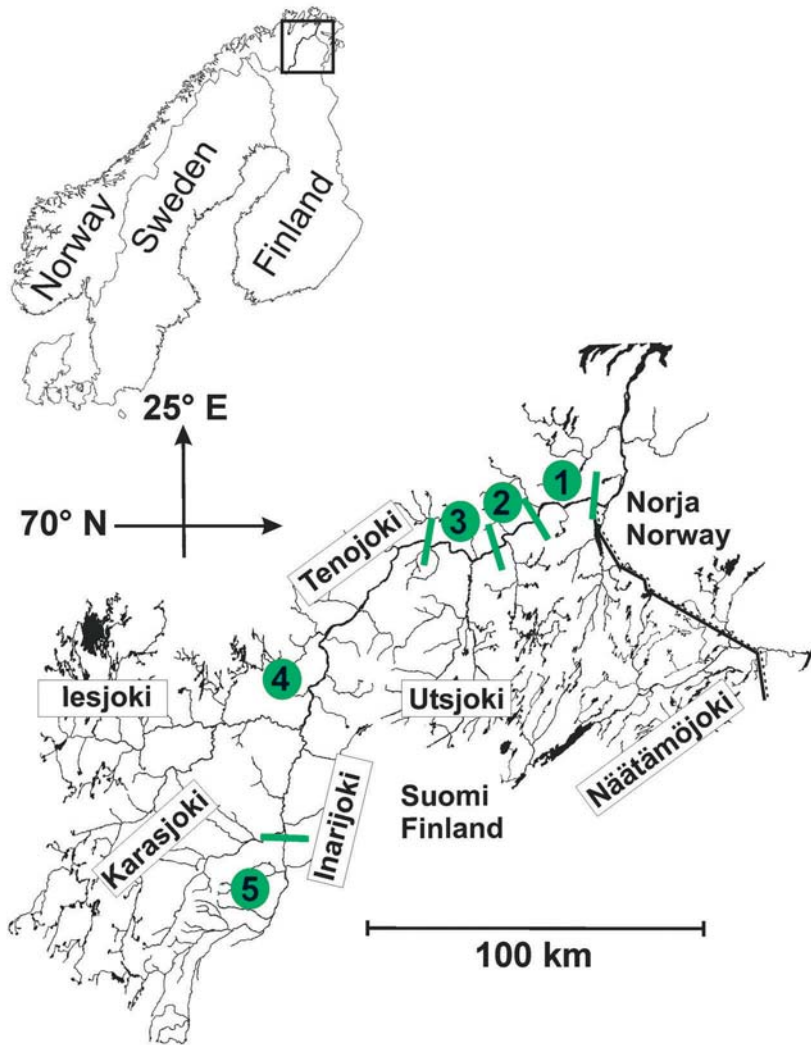 Norway
Sweden
Finland
25° E
70° N
1
2
3
Norja
Norway
Tenojoki
4
Iesjoki
Utsjoki
Näätämöjoki
Suomi
Finland
Inarijoki
Karasjoki
5
100 km